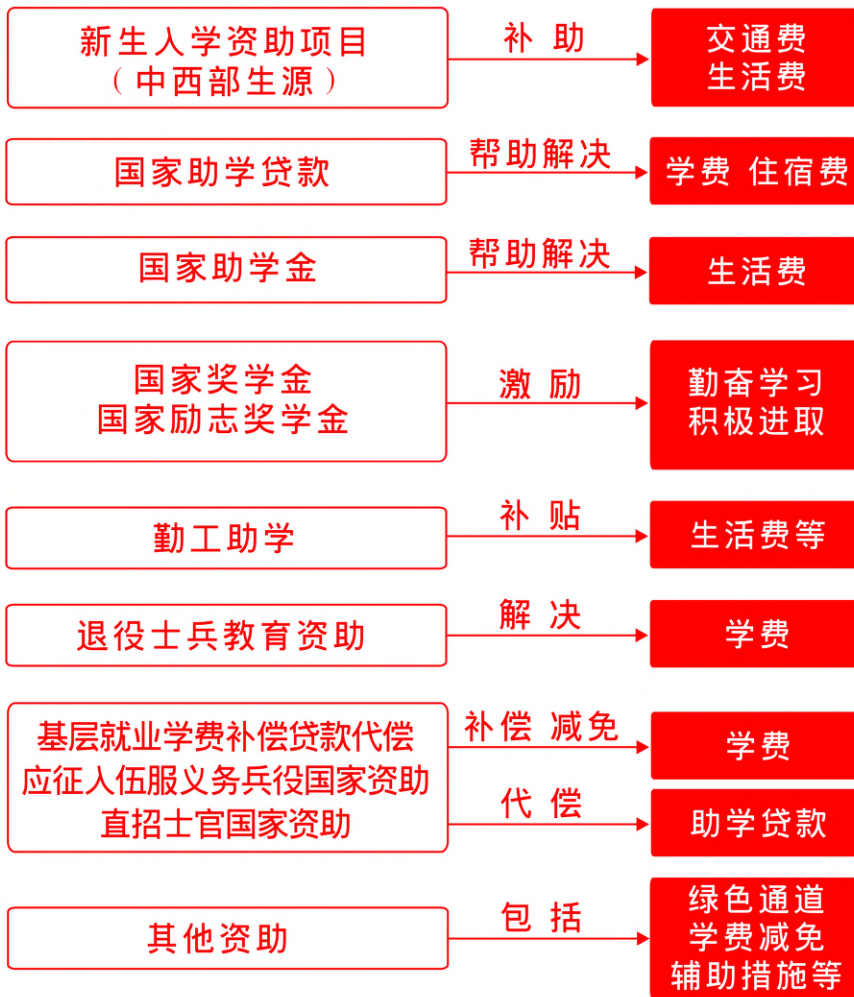 新生入学资助项目
（中西部生源）
补 助
交通费
生活费
国家助学贷款
帮助解决
学费 住宿费
国家助学金
帮助解决
生活费
国家奖学金
国家励志奖学金
激 励
勤奋学习
积极进取
勤工助学
补 贴
生活费等
退役士兵教育资助
解 决
学费
基层就业学费补偿贷款代偿
应征入伍服义务兵役国家资助
直招士官国家资助
补偿 减免
学费
代 偿
助学贷款
其他资助
包 括
绿色通道
学费减免
辅助措施等